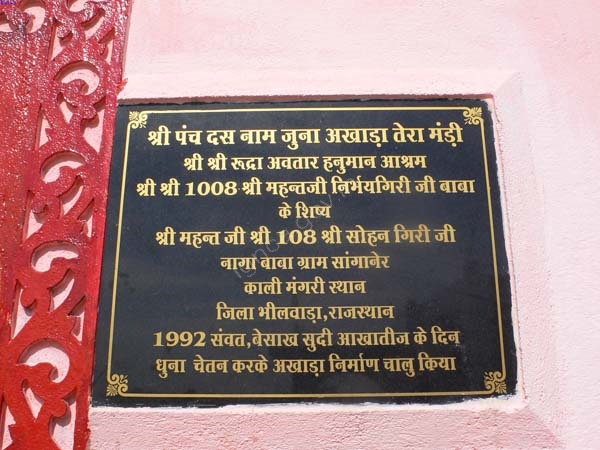 श्री पंच दस नाम जुना अखाड़ा तेरा मंड़ी
श्री श्री रूद्रा अवतार हनुमान आश्रम
श्री श्री 1008 श्री महन्तजी निर्भयगिरी जी बाबा
के शिष्य
श्री महन्त जी श्री 108 श्री सोहन गिरी जी
नागा बाबा ग्राम सांगानेर
काली मंगरी स्थान
जिला भीलवाड़ा,राजस्थान
1992 संवत,बेसाख सुदी आखातीज के दिन
धुना चेतन करके अखाड़ा निर्माण चालु किया